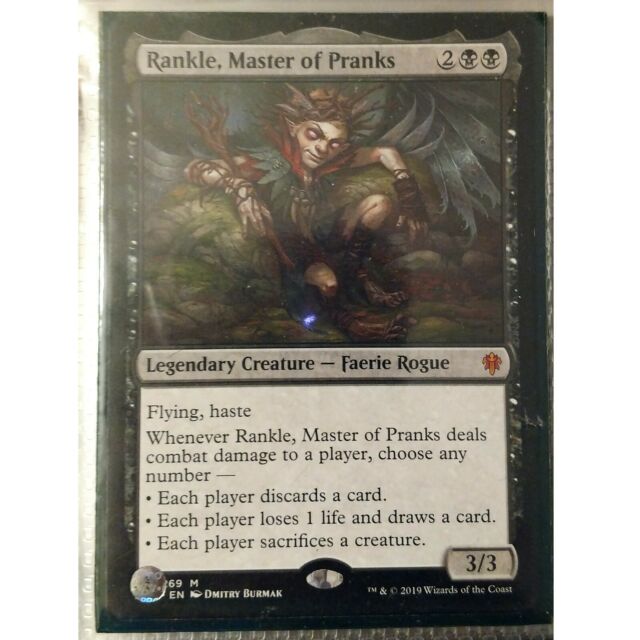 Rankle, Master of Pranks 2
Legendary Creature — Faerie Rogue
Flying, haste
Whenever Rankle, Master of Pranks deals
combat damage to a player, choose any
number —
• Each player discards a card.
• Each player loses 1 life and draws a card.
• Each player sacrifices a creature.
3/3
69 M
EN Dmitry Burmak
™ & © 2019 Wizards of the Coast